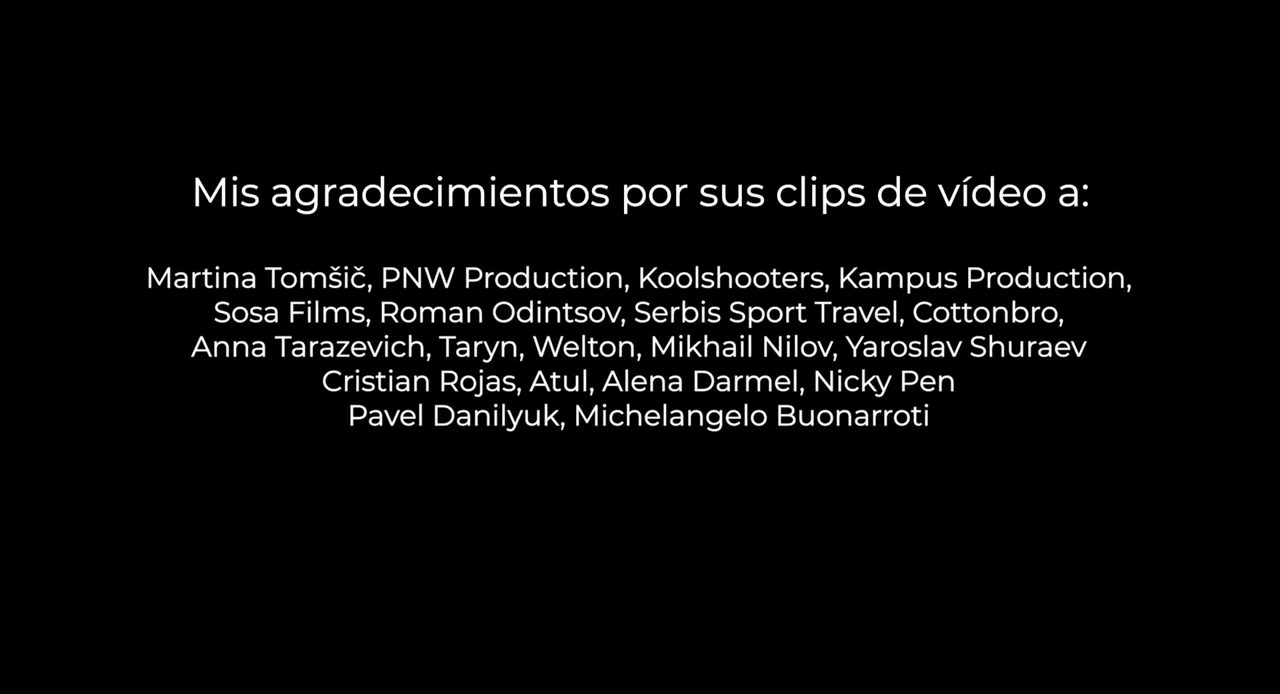 Mis agradecimientos por sus clips de vídeo a:
Martina Tomšič, PNW Production, Koolshooters, Kampus Production,
Sosa Films, Roman Odintsov, Serbis Sport Travel, Cottonbro,
Anna Tarazevich, Taryn, Welton, Mikhail Nilov, Yaroslav Shuraev
Cristian Rojas, Atul, Alena Darmel, Nicky Pen
Pavel Danilyuk, Michelangelo Buonarroti